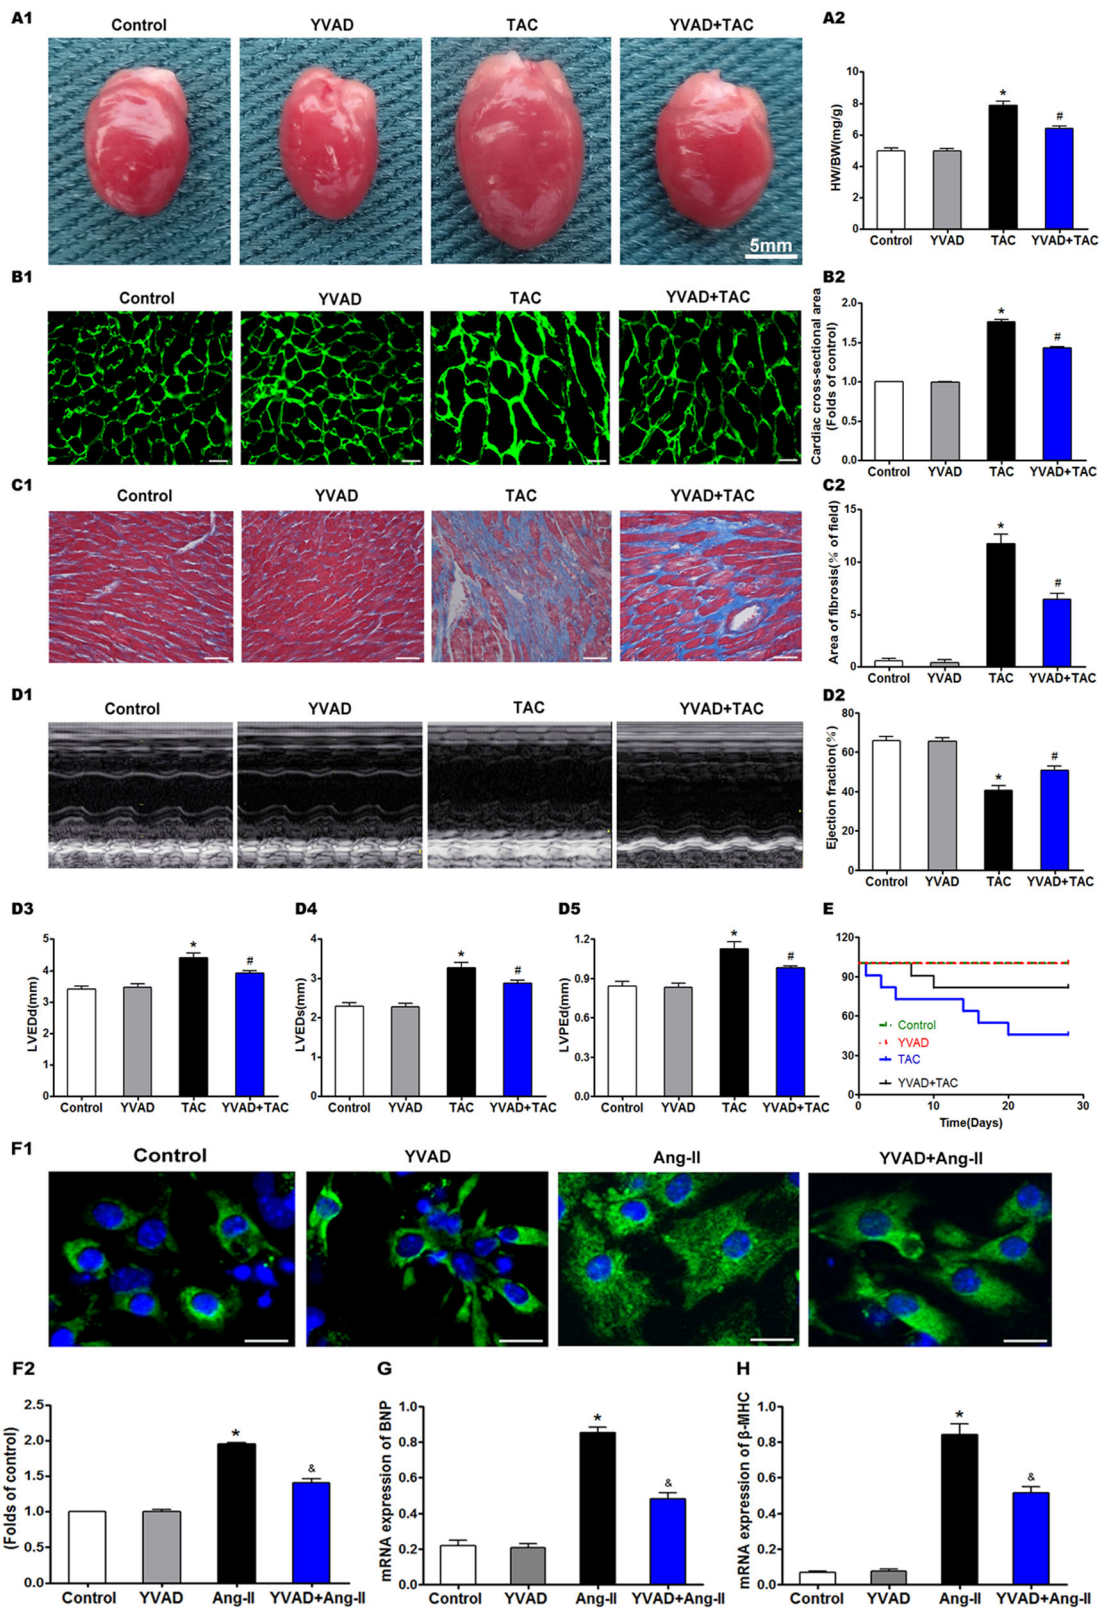 A1
Control
YVAD
TAC
YVAD+TAC
5mm
A2
HW/BW(mg/g)
10
8
6
4
2
0
Control
YVAD
TAC
YVAD+TAC
*
#
B1
Control
YVAD
TAC
YVAD+TAC
B2
Cardiac cross-sectional area
(Folds of control)
2.0
1.5
1.0
0.5
0.0
Control
YVAD
TAC
YVAD+TAC
*
#
C1
Control
YVAD
TAC
YVAD+TAC
C2
Area of fibrosis(% of field)
15
10
5
0
Control
YVAD
TAC
YVAD+TAC
*
#
D1
Control
YVAD
TAC
YVAD+TAC
D2
Ejection fraction(%)
80
60
40
20
0
Control
YVAD
TAC
YVAD+TAC
*
#
D3
LVEDd(mm)
5
4
3
2
1
0
Control
YVAD
TAC
YVAD+TAC
*
#
D4
LVEDs(mm)
4
3
2
1
0
Control
YVAD
TAC
YVAD+TAC
*
#
D5
LVPEd(mm)
1.2
0.9
0.6
0.3
0.0
Control
YVAD
TAC
YVAD+TAC
*
#
E
120
90
60
30
0
Control
YVAD
TAC
YVAD+TAC
0
10
20
30
Time(Days)
F1
Control
YVAD
Ang-II
YVAD+Ang-II
F2
(Folds of control)
2.5
2.0
1.5
1.0
0.5
0.0
Control
YVAD
Ang-II
YVAD+Ang-II
*
&
G
mRNA expression of BNP
1.0
0.8
0.6
0.4
0.2
0.0
Control
YVAD
Ang-II
YVAD+Ang-II
*
&
H
mRNA expression of β-MHC
1.0
0.8
0.6
0.4
0.2
0.0
Control
YVAD
Ang-II
YVAD+Ang-II
*
&